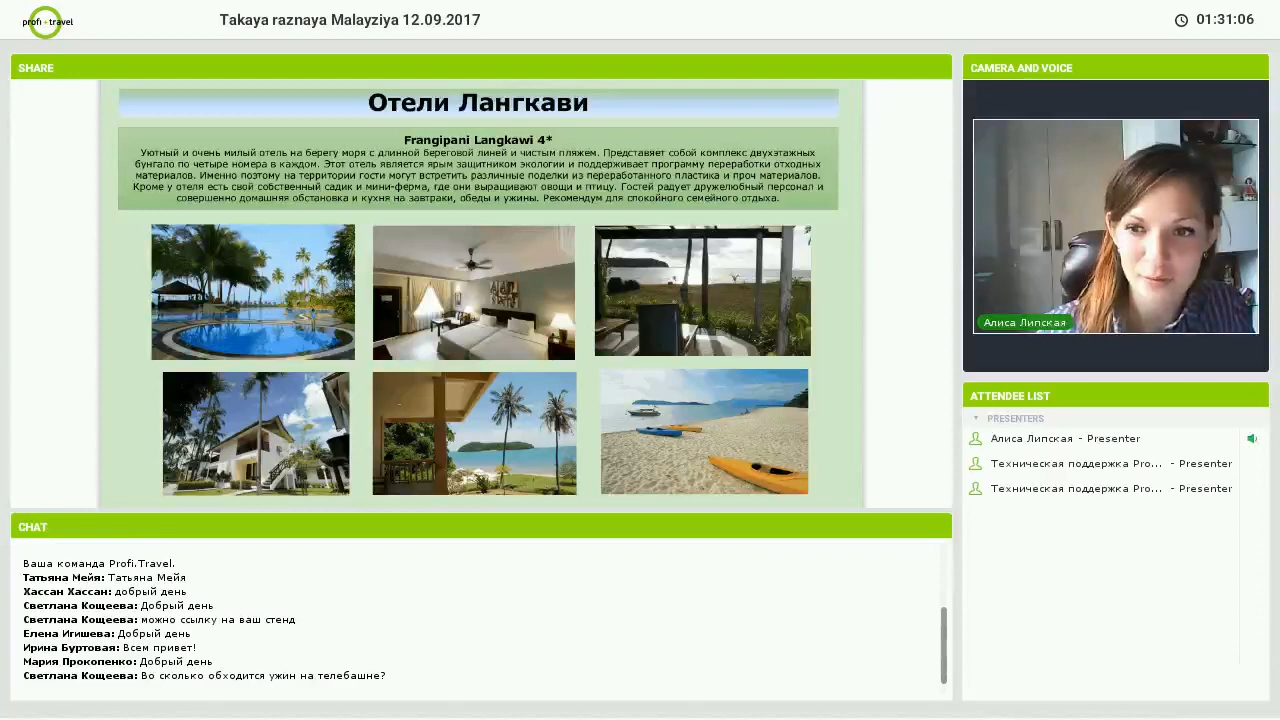 profi travel
Takaya raznaya Malayziya 12.09.2017
01:31:06
SHARE
Отели Лангкави
Frangipani Langkawi 4*
Уютный и очень милый отель на берегу моря с длинной береговой линей и чистым пляжем. Представляет собой комплекс двухэтажных
бунгало по четыре номера в каждом. Этот отель является ярым защитником экологии и поддерживает программу переработки отходных
материалов. Именно поэтому на территории гости могут встретить различные поделки из переработанного пластика и проч материалов.
Кроме у отеля есть свой собственный садик и мини-ферма, где они выращивают овощи и птицу. Гостей радует дружелюбный персонал и
совершенно домашняя обстановка и кухня на завтраки, обеды и ужины. Рекомендум для спокойного семейного отдыха.
CAMERA AND VOICE
Алиса Липская
ATTENDEE LIST
PRESENTERS
Алиса Липская - Presenter
Техническая поддержка Pro... - Presenter
Техническая поддержка Pro... - Presenter
CHAT
Ваша команда Profi.Travel.
Татьяна Мейя: Татьяна Мейя
Хассан Хассан: добрый день
Светлана Кощеева: Добрый день
Светлана Кощеева: можно ссылку на ваш стенд
Елена Игишева: Добрый день
Ирина Буртовая: Всем привет!
Мария Прокопенко: Добрый день
Светлана Кощеева: Во сколько обходится ужин на телебашне?